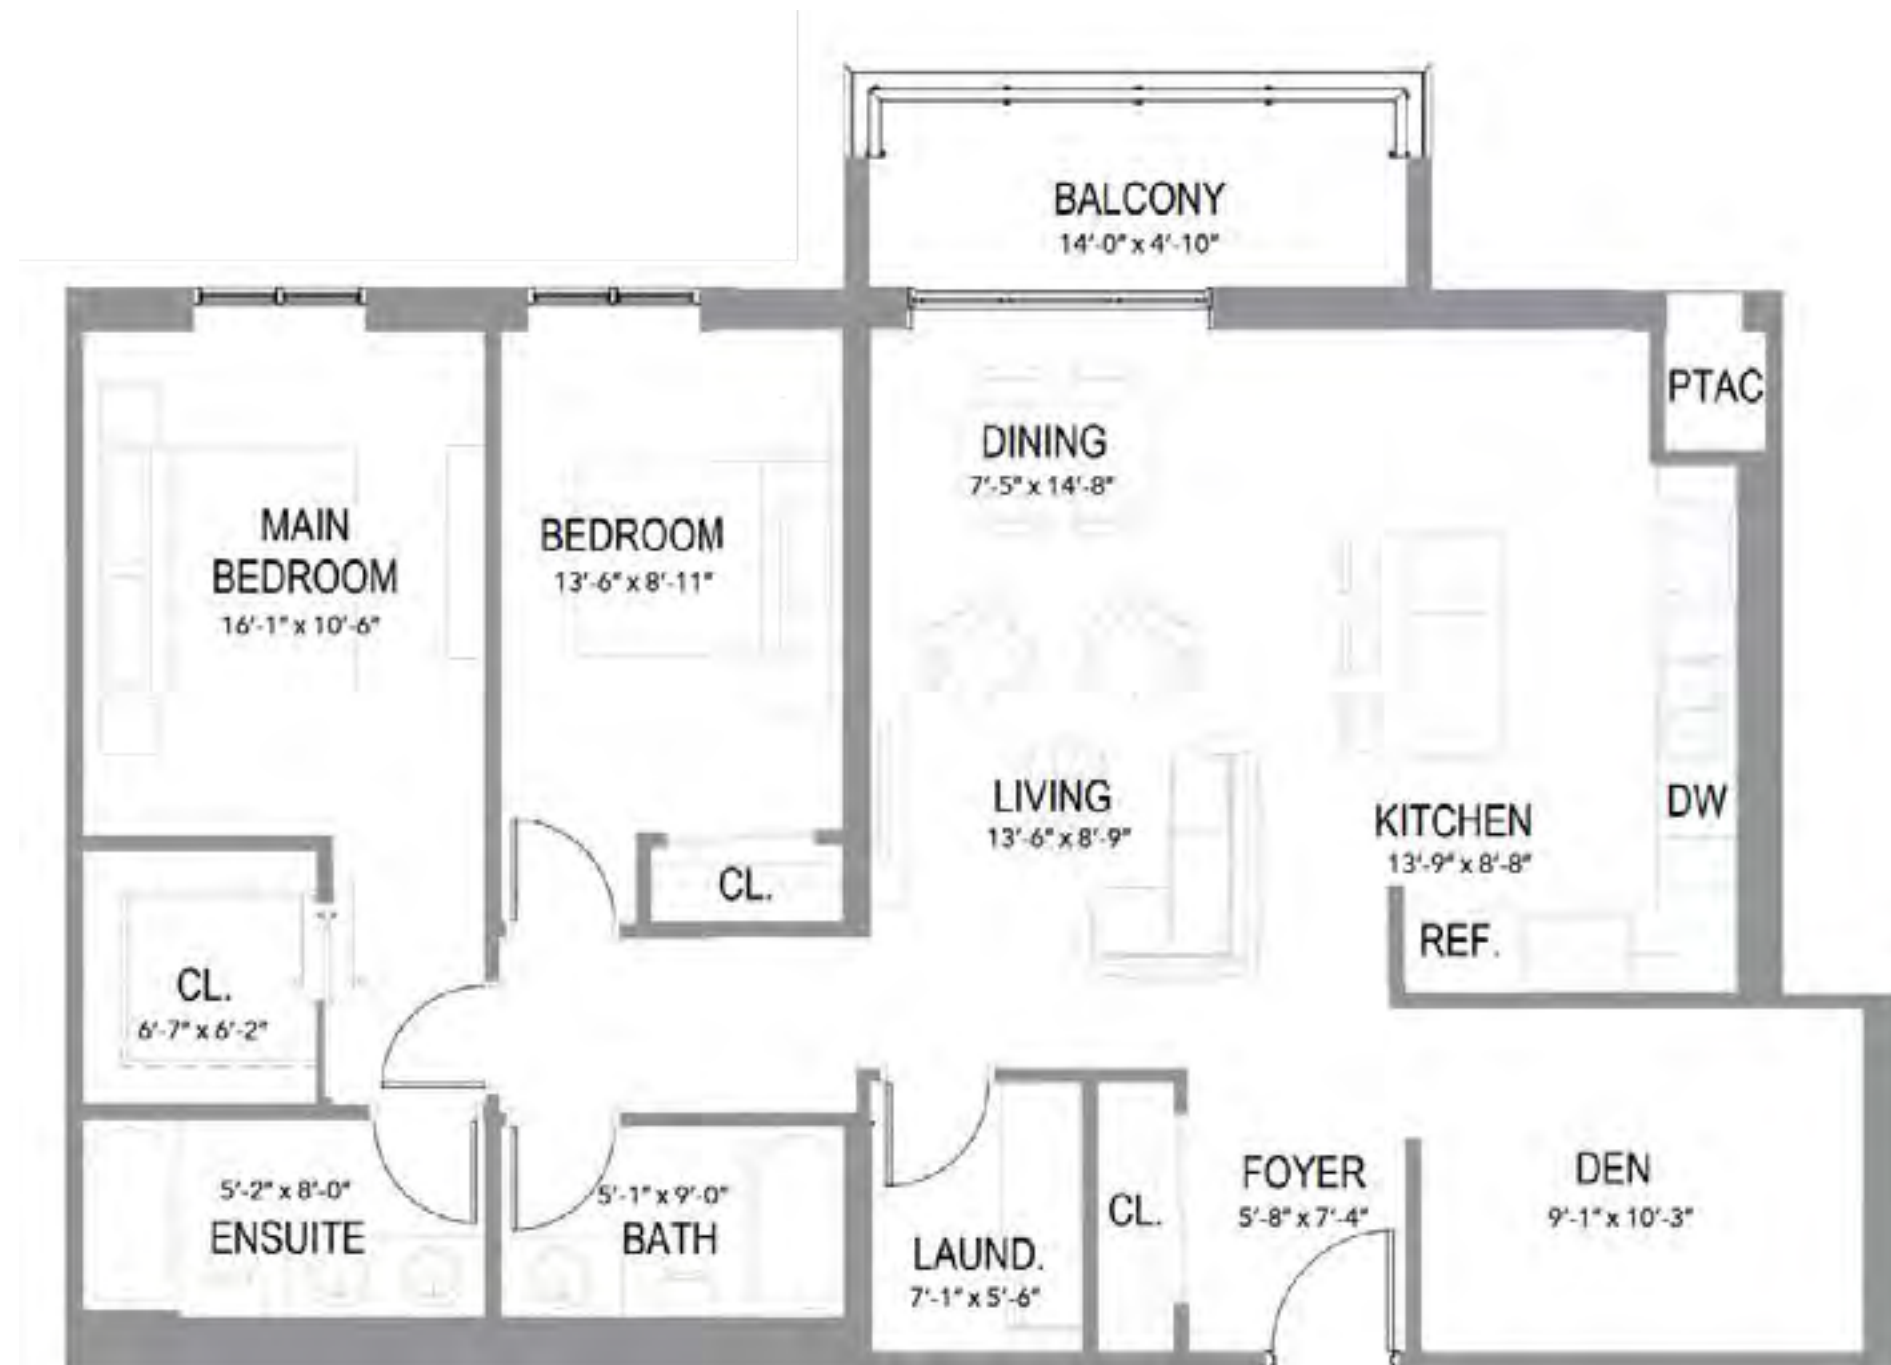 BALCONY
14'-0" x 4'-10"
PTAC
DINING
7'-5" x 14'-8"
MAIN
BEDROOM
16'-1" x 10'-6"
BEDROOM
13'-6" x 8'-11"
LIVING
13'-6" x 8'-9"
KITCHEN
13'-9" x 8'-8"
DW
CL.
REF.
CL.
6'-7" x 6'-2"
5'-2" x 8'-0"
ENSUITE
5'-1" x 9'-0"
BATH
LAUND.
7'-1" x 5'-6"
CL.
FOYER
5'-8" x 7'-4"
DEN
9'-1" x 10'-3"